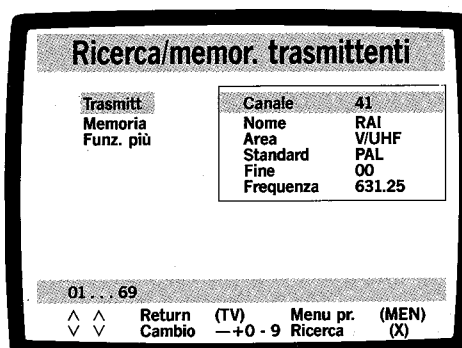 Ricerca/memor. trasmittenti
Trasmitt
Memoria
Funz. più
Canale 41
Nome RAI
Area V/UHF
Standard PAL
Fine 00
Frequenza 631.25
01 . . . 69
∧ ∧ Return (TV) Menu pr. (MEN)
∨ ∨ Cambio —+0 - 9 Ricerca (X)